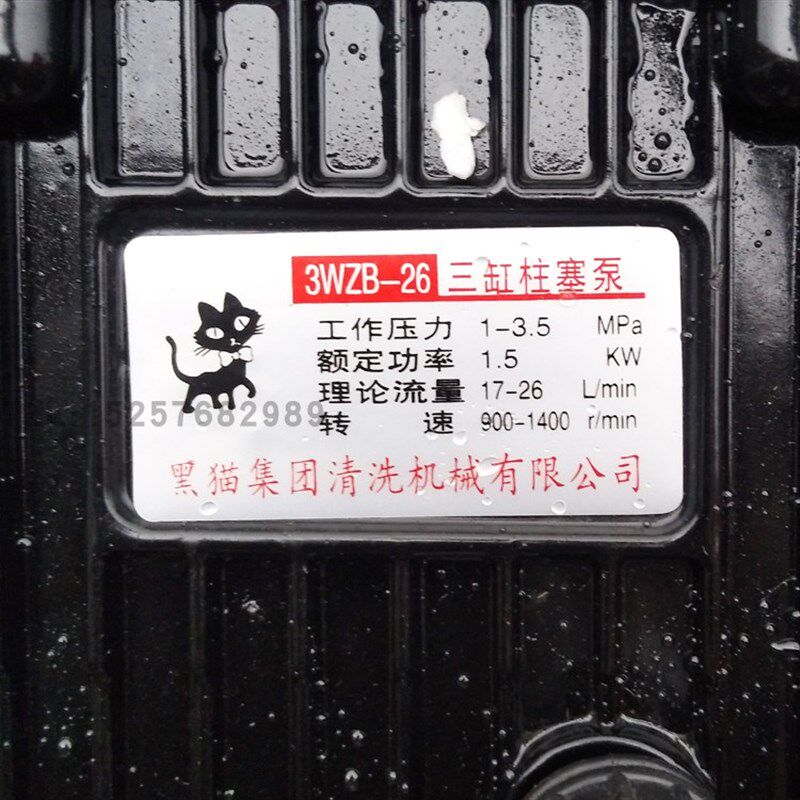 3WZB-26 三缸柱塞泵
工作压力 1-3.5 MPa
额定功率 1.5 KW
理论流量 17-26 L/min
转 速 900-1400 r/min
15257682989
黑猫集团清洗机械有限公司